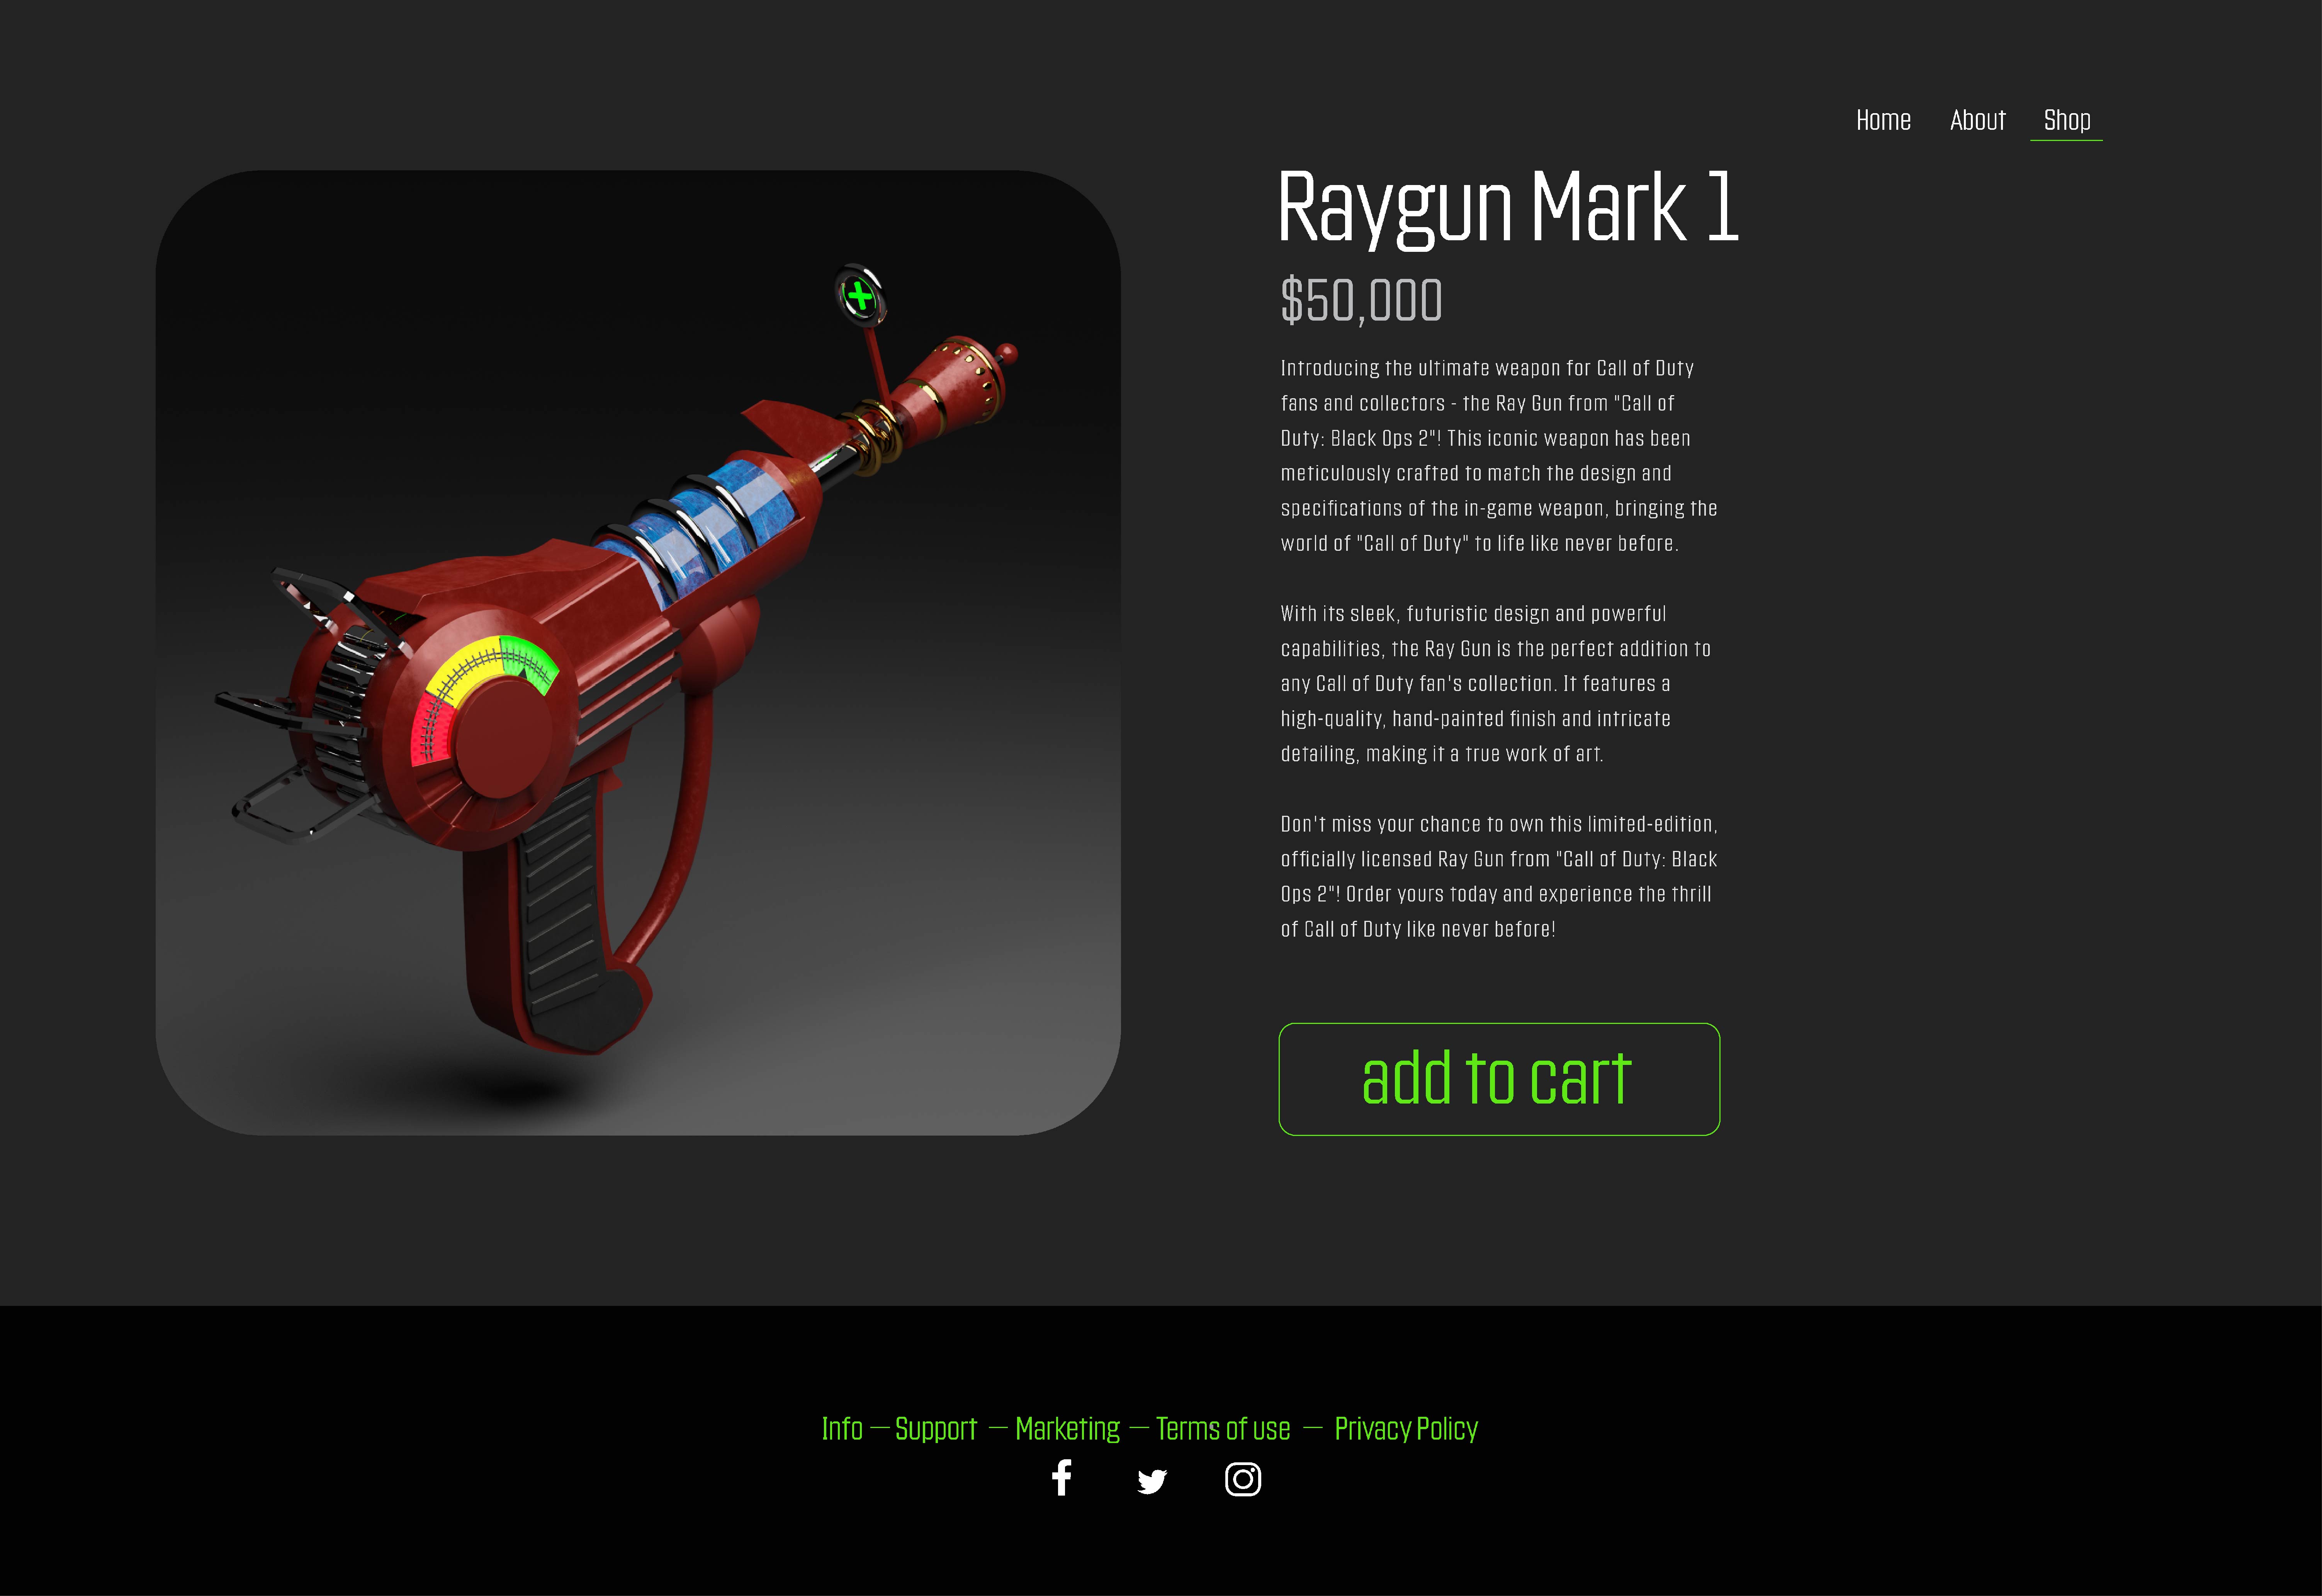 Home About Shop
Raygun Mark 1
$50,000
Introducing the ultimate weapon for Call of Duty
fans and collectors - the Ray Gun from "Call of
Duty: Black Ops 2"! This iconic weapon has been
meticulously crafted to match the design and
specifications of the in-game weapon, bringing the
world of "Call of Duty" to life like never before.
With its sleek, futuristic design and powerful
capabilities, the Ray Gun is the perfect addition to
any Call of Duty fan's collection. It features a
high-quality, hand-painted finish and intricate
detailing, making it a true work of art.
Don't miss your chance to own this limited-edition,
officially licensed Ray Gun from "Call of Duty: Black
Ops 2"! Order yours today and experience the thrill
of Call of Duty like never before!
add to cart
Info — Support — Marketing — Terms of use — Privacy Policy